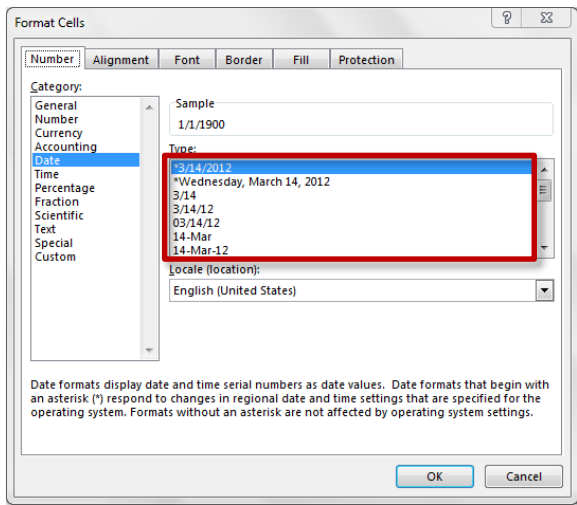 Format Cells
Number Alignment Font Border Fill Protection
Category:
General
Number
Currency
Accounting
Date
Time
Percentage
Fraction
Scientific
Text
Special
Custom
Sample
1/1/1900
Type:
*3/14/2012
*Wednesday, March 14, 2012
3/14
3/14/12
03/14/12
14-Mar
14-Mar-12
Locale (location):
English (United States)
Date formats display date and time serial numbers as date values.  Date formats that begin with
an asterisk (*) respond to changes in regional date and time settings that are specified for the
operating system. Formats without an asterisk are not affected by operating system settings.
OK Cancel